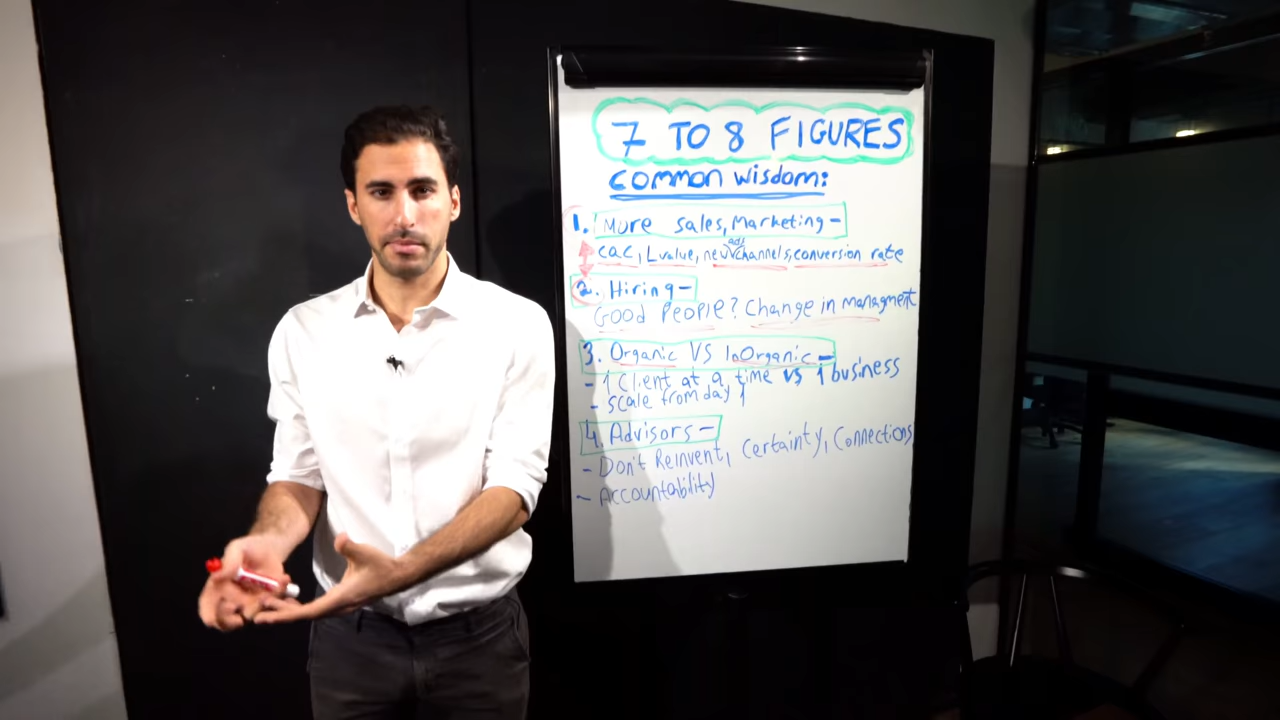 7 TO 8 FIGURES
common wisdom:
1. More sales, Marketing -
ads
cac, L value, new channels, conversion rate
2. Hiring -
Good People? Change in managment
3. Organic VS InOrganic -
- 1 client at a time vs 1 business
- scale from day 1
4. Advisors -
- Don't Reinvent, Certainty, Connections
- Accountability